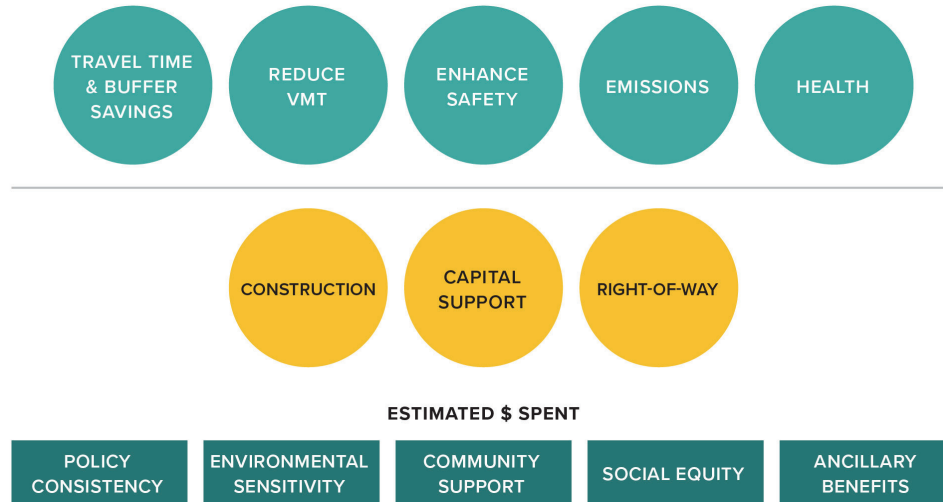 TRAVEL TIME
& BUFFER
SAVINGS
REDUCE
VMT
ENHANCE
SAFETY
EMISSIONS
HEALTH
CONSTRUCTION
CAPITAL
SUPPORT
RIGHT-OF-WAY
ESTIMATED $ SPENT
POLICY
CONSISTENCY
ENVIRONMENTAL
SENSITIVITY
COMMUNITY
SUPPORT
SOCIAL EQUITY
ANCILLARY
BENEFITS